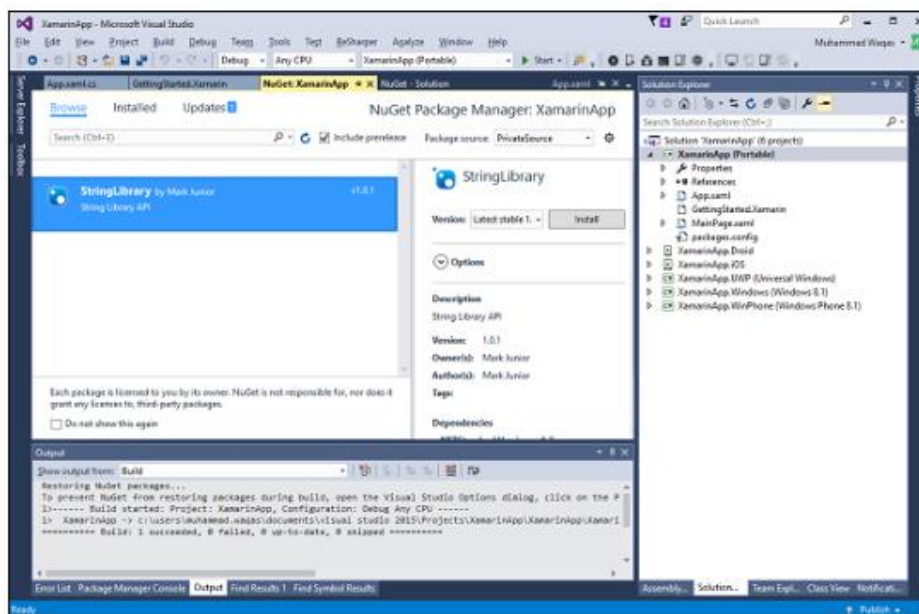 XamarinApp - Microsoft Visual Studio
Quick Launch
File Edit View Project Build Debug Team Tools Test ReSharper Analyze Window Help
Muhammad Waqas
Debug Any CPU XamarinApp (Portable) Start
Server Explorer Toolbox
App.xaml.cs GettingStarted.Xamarin NuGet: XamarinApp NuGet - Solution App.xaml
Browse Installed Updates
NuGet Package Manager: XamarinApp
Search (Ctrl+E)
Include prerelease
Package source: PrivateSource
StringLibrary by Mark Junior v1.0.1
String Library API
StringLibrary
Version: Latest stable 1. Install
Options
Description
String Library API
Version: 1.0.1
Owner(s): Mark Junior
Author(s): Mark Junior
Tags:
Dependencies
Each package is licensed to you by its owner. NuGet is not responsible for, nor does it
grant any licenses to, third-party packages.
Do not show this again
Solution Explorer
Search Solution Explorer (Ctrl+;)
Solution 'XamarinApp' (6 projects)
XamarinApp (Portable)
Properties
References
App.xaml
GettingStarted.Xamarin
MainPage.xaml
packages.config
XamarinApp.Droid
XamarinApp.iOS
XamarinApp.UWP (Universal Windows)
XamarinApp.Windows (Windows 8.1)
XamarinApp.WinPhone (Windows Phone 8.1)
Output
Show output from: Build
Restoring NuGet packages...
To prevent NuGet from restoring packages during build, open the Visual Studio Options dialog, click on the P
1>------ Build started: Project: XamarinApp, Configuration: Debug Any CPU ------
1> XamarinApp -> c:\users\muhammad.waqas\documents\visual studio 2015\Projects\XamarinApp\XamarinApp\Xamari
========== Build: 1 succeeded, 0 failed, 0 up-to-date, 0 skipped ==========
Error List Package Manager Console Output Find Results 1 Find Symbol Results
Assembly... Solution... Team Expl... Class View Notificati...
Ready
Publish